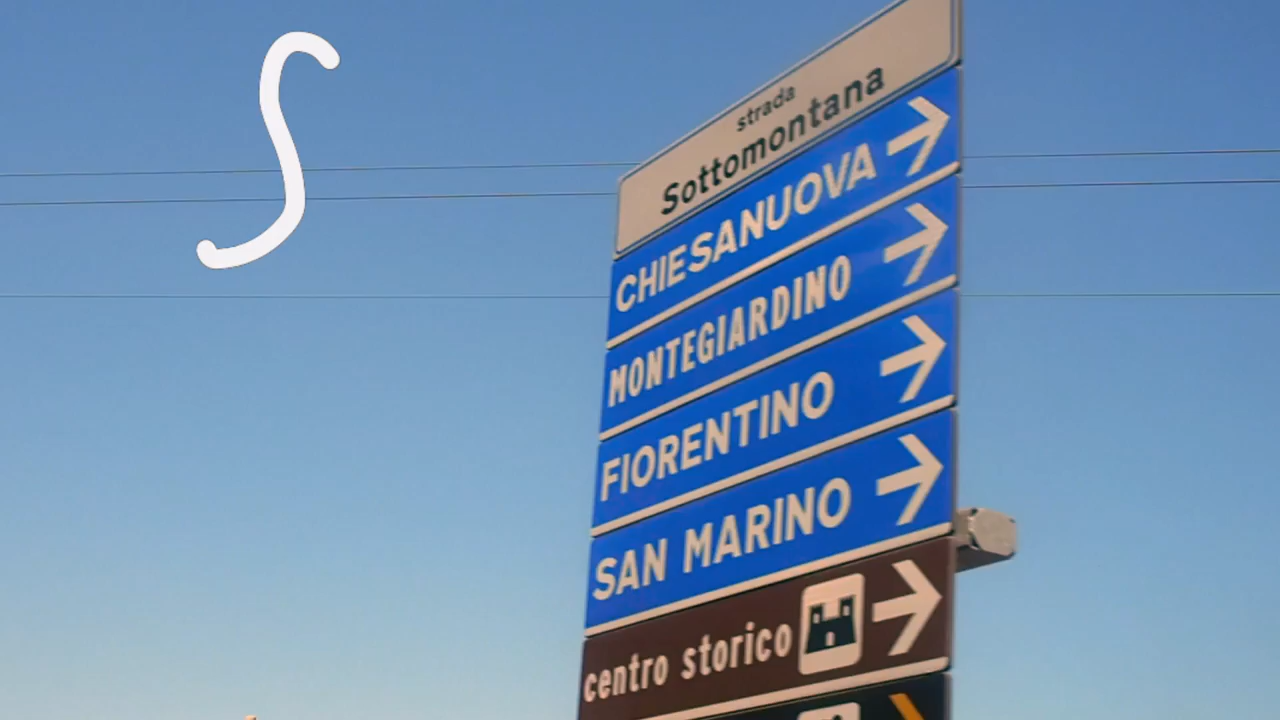 S
strada
Sottomontana
CHIESANUOVA
MONTEGIARDINO
FIORENTINO
SAN MARINO
centro storico